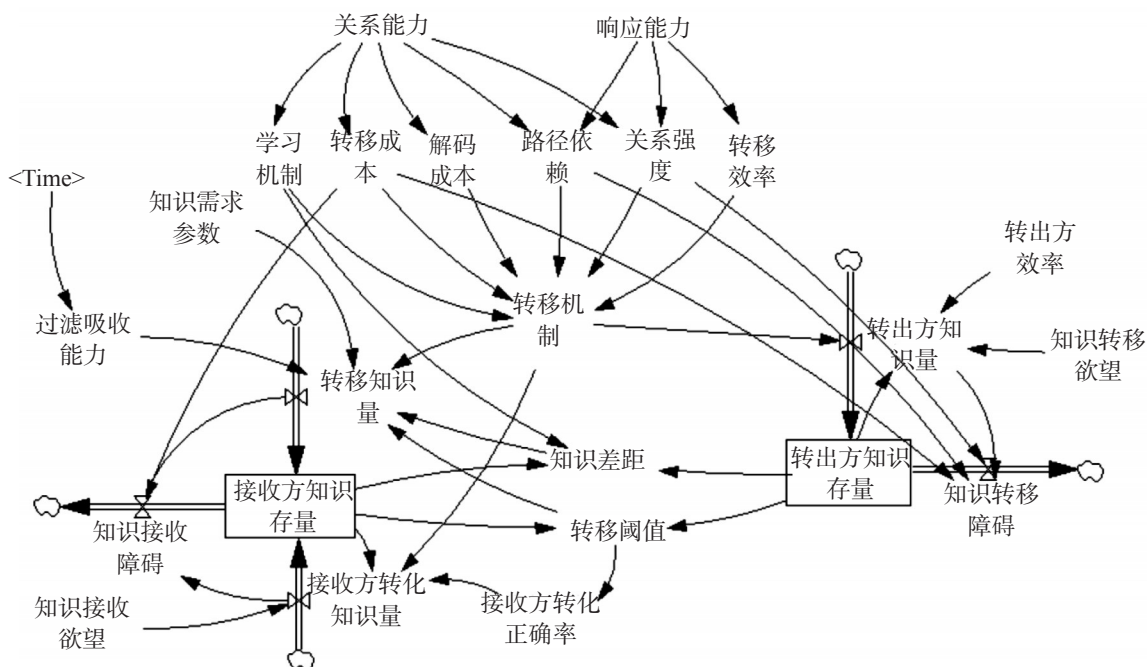 关系能力
响应能力
学习
机制
转移成
本
解码
成本
路径依
赖
关系强
度
转移
效率
<Time>
知识需求
参数
转出方
效率
过滤吸收
能力
转移机
制
转出方知
识量
知识转移
欲望
转移知识
量
知识差距
接收方知识
存量
转出方知识
存量
知识转移
障碍
知识接收
障碍
转移阈值
知识接收
欲望
接收方转化
知识量
接收方转化
正确率